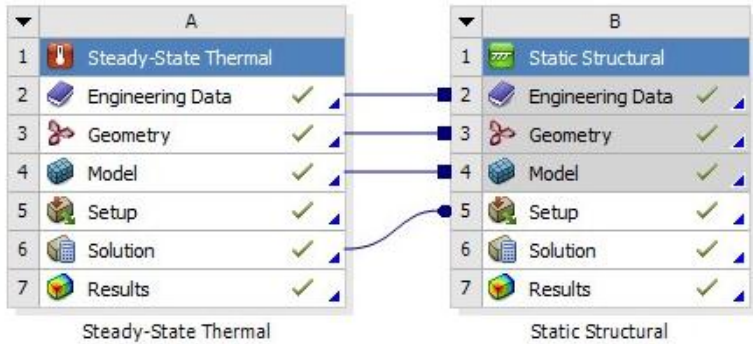 A
1 Steady-State Thermal
2 Engineering Data
3 Geometry
4 Model
5 Setup
6 Solution
7 Results
Steady-State Thermal
B
1 Static Structural
2 Engineering Data
3 Geometry
4 Model
5 Setup
6 Solution
7 Results
Static Structural